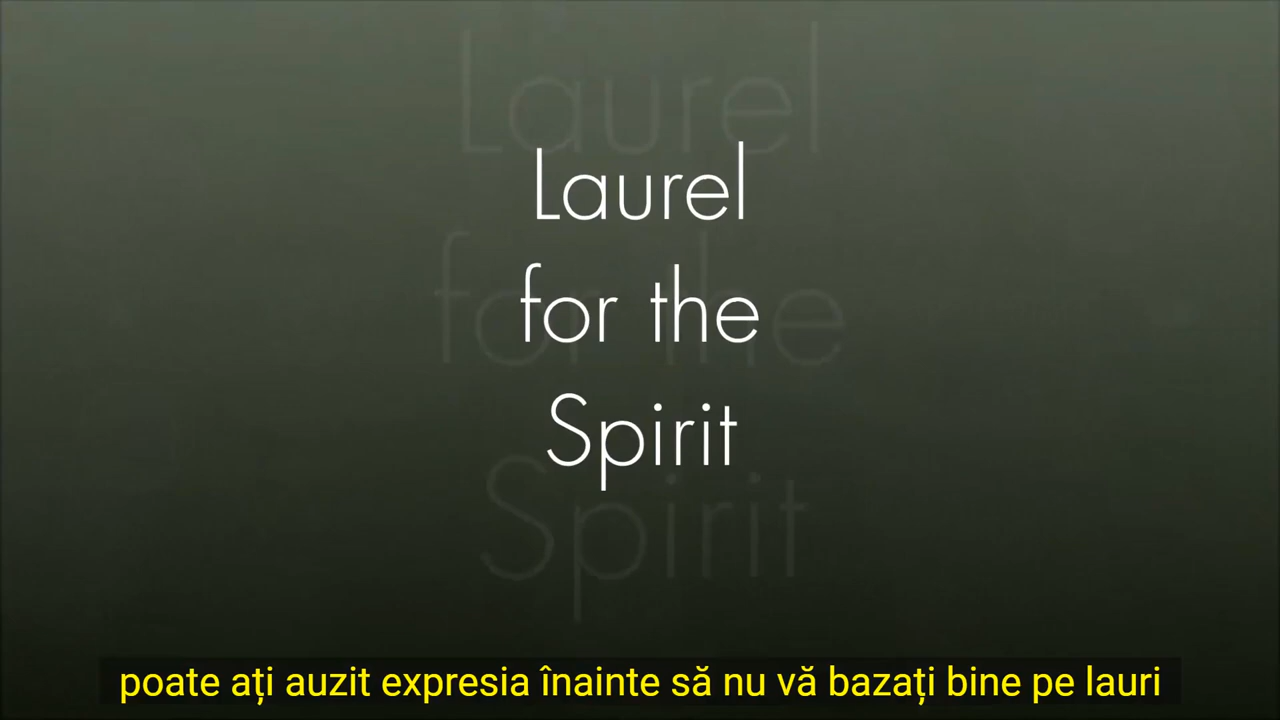 Laurel
for the
Spirit
poate ați auzit expresia înainte să nu vă bazați bine pe lauri